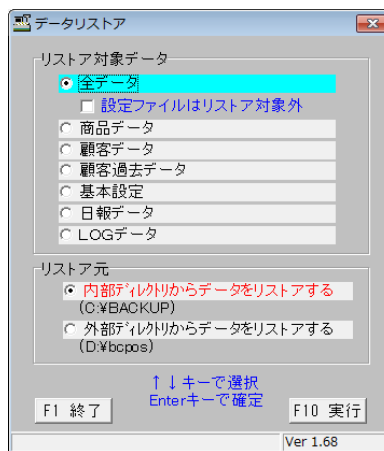 データリストア
リストア対象データ
全データ
設定ファイルはリストア対象外
商品データ
顧客データ
顧客過去データ
基本設定
日報データ
LOGデータ
リストア元
内部ﾃﾞｨﾚｸﾄﾘからデータをリストアする
(C:¥BACKUP)
外部ﾃﾞｨﾚｸﾄﾘからデータをリストアする
(D:¥bcpos)
↑↓キーで選択
Enterキーで確定
F1 終了
F10 実行
Ver 1.68